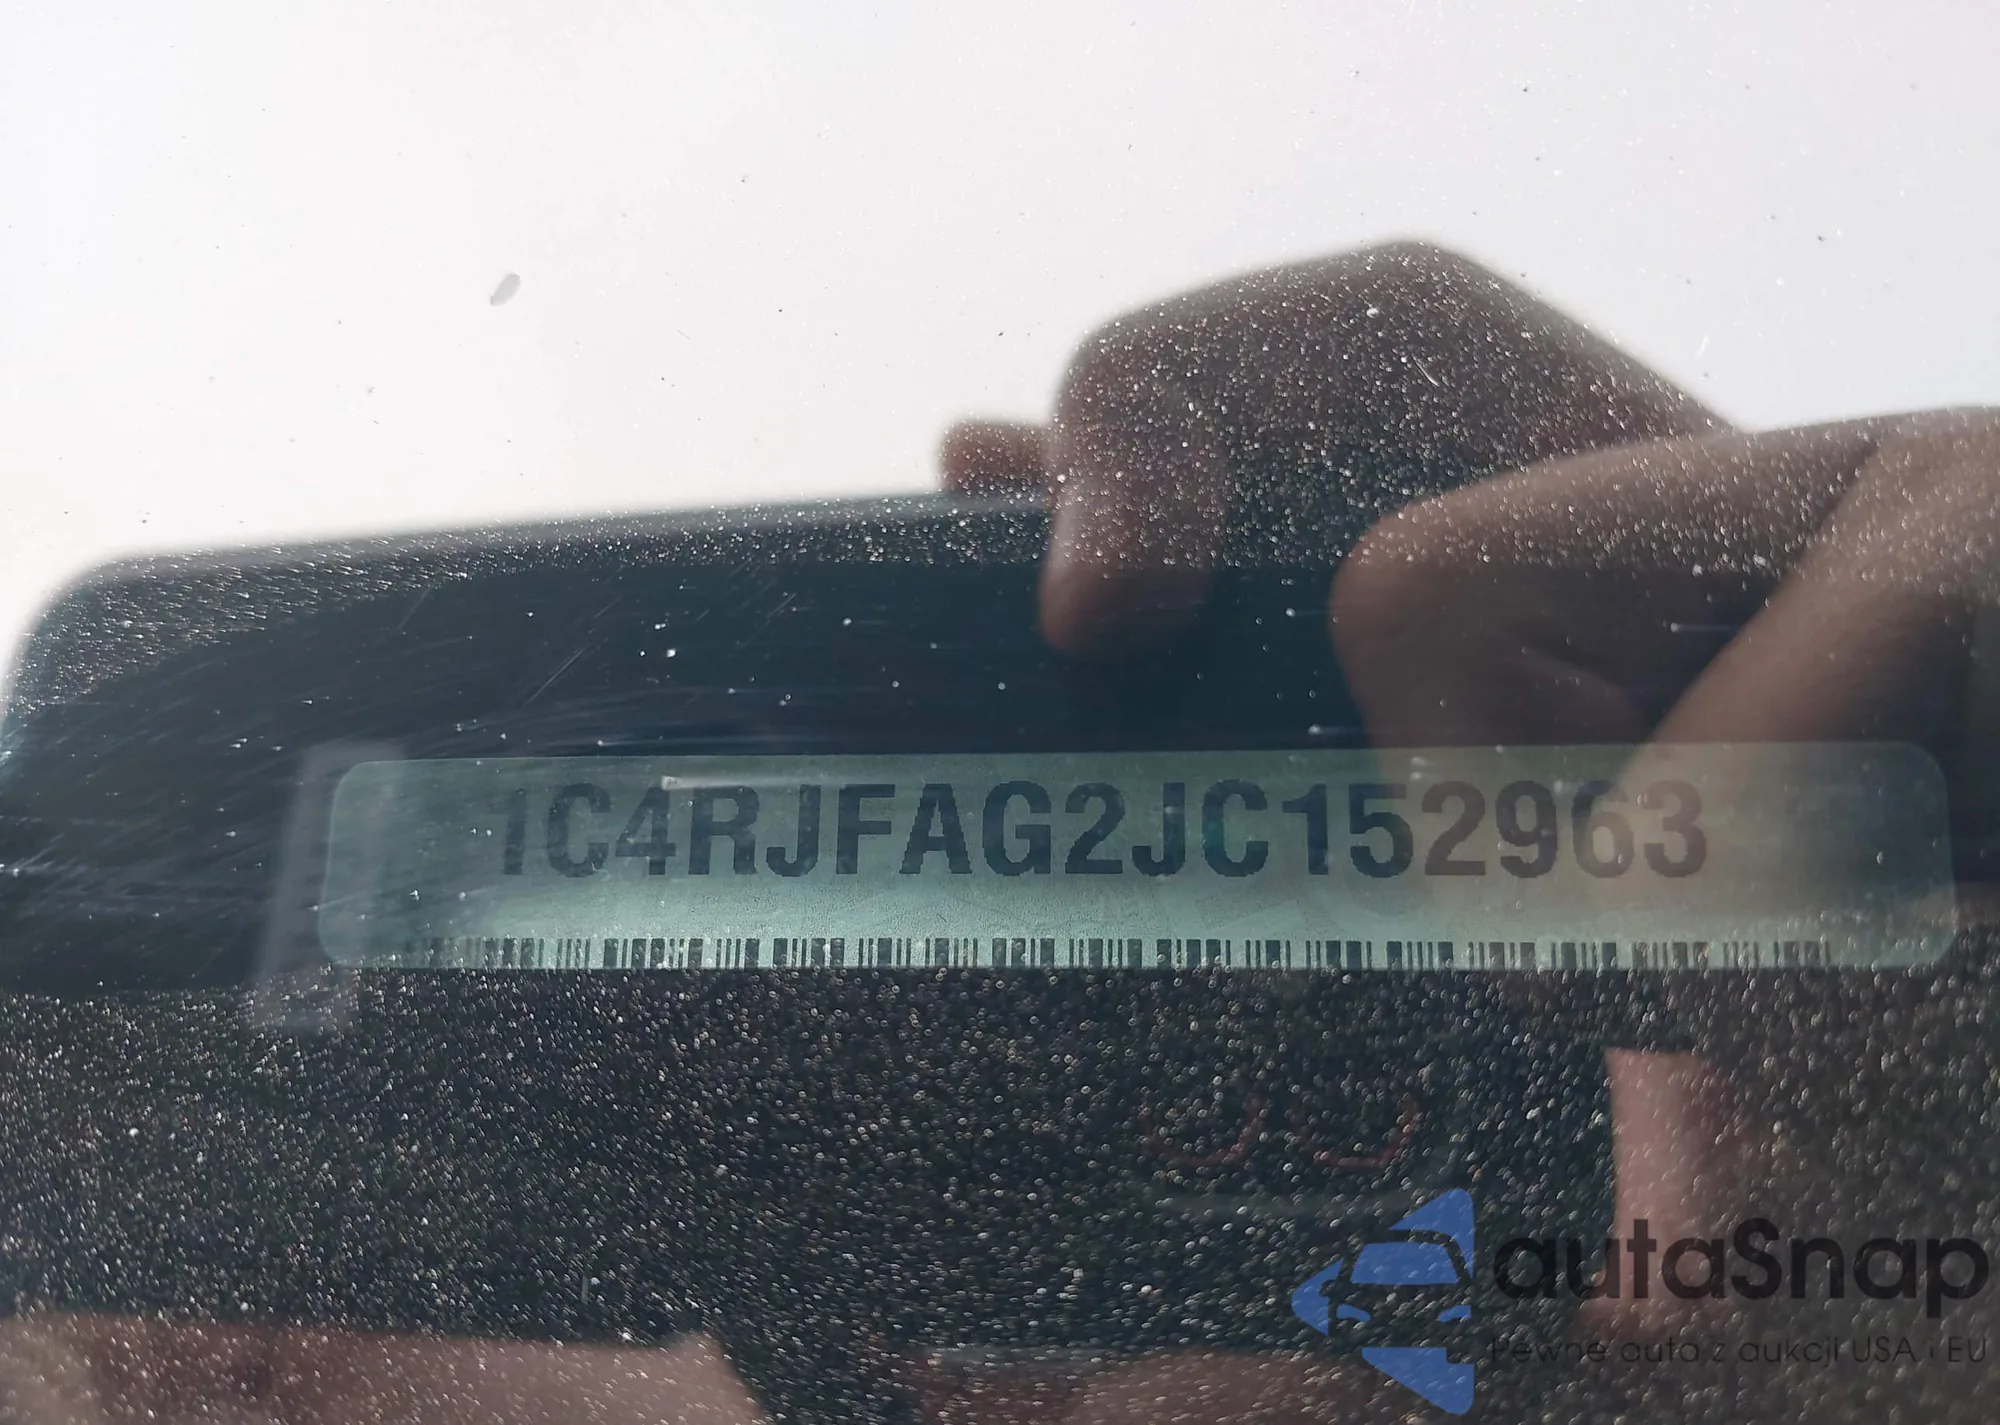 1C4RJFAG2JC152963
autaSnap
Pewne auta z aukcji USA i EU